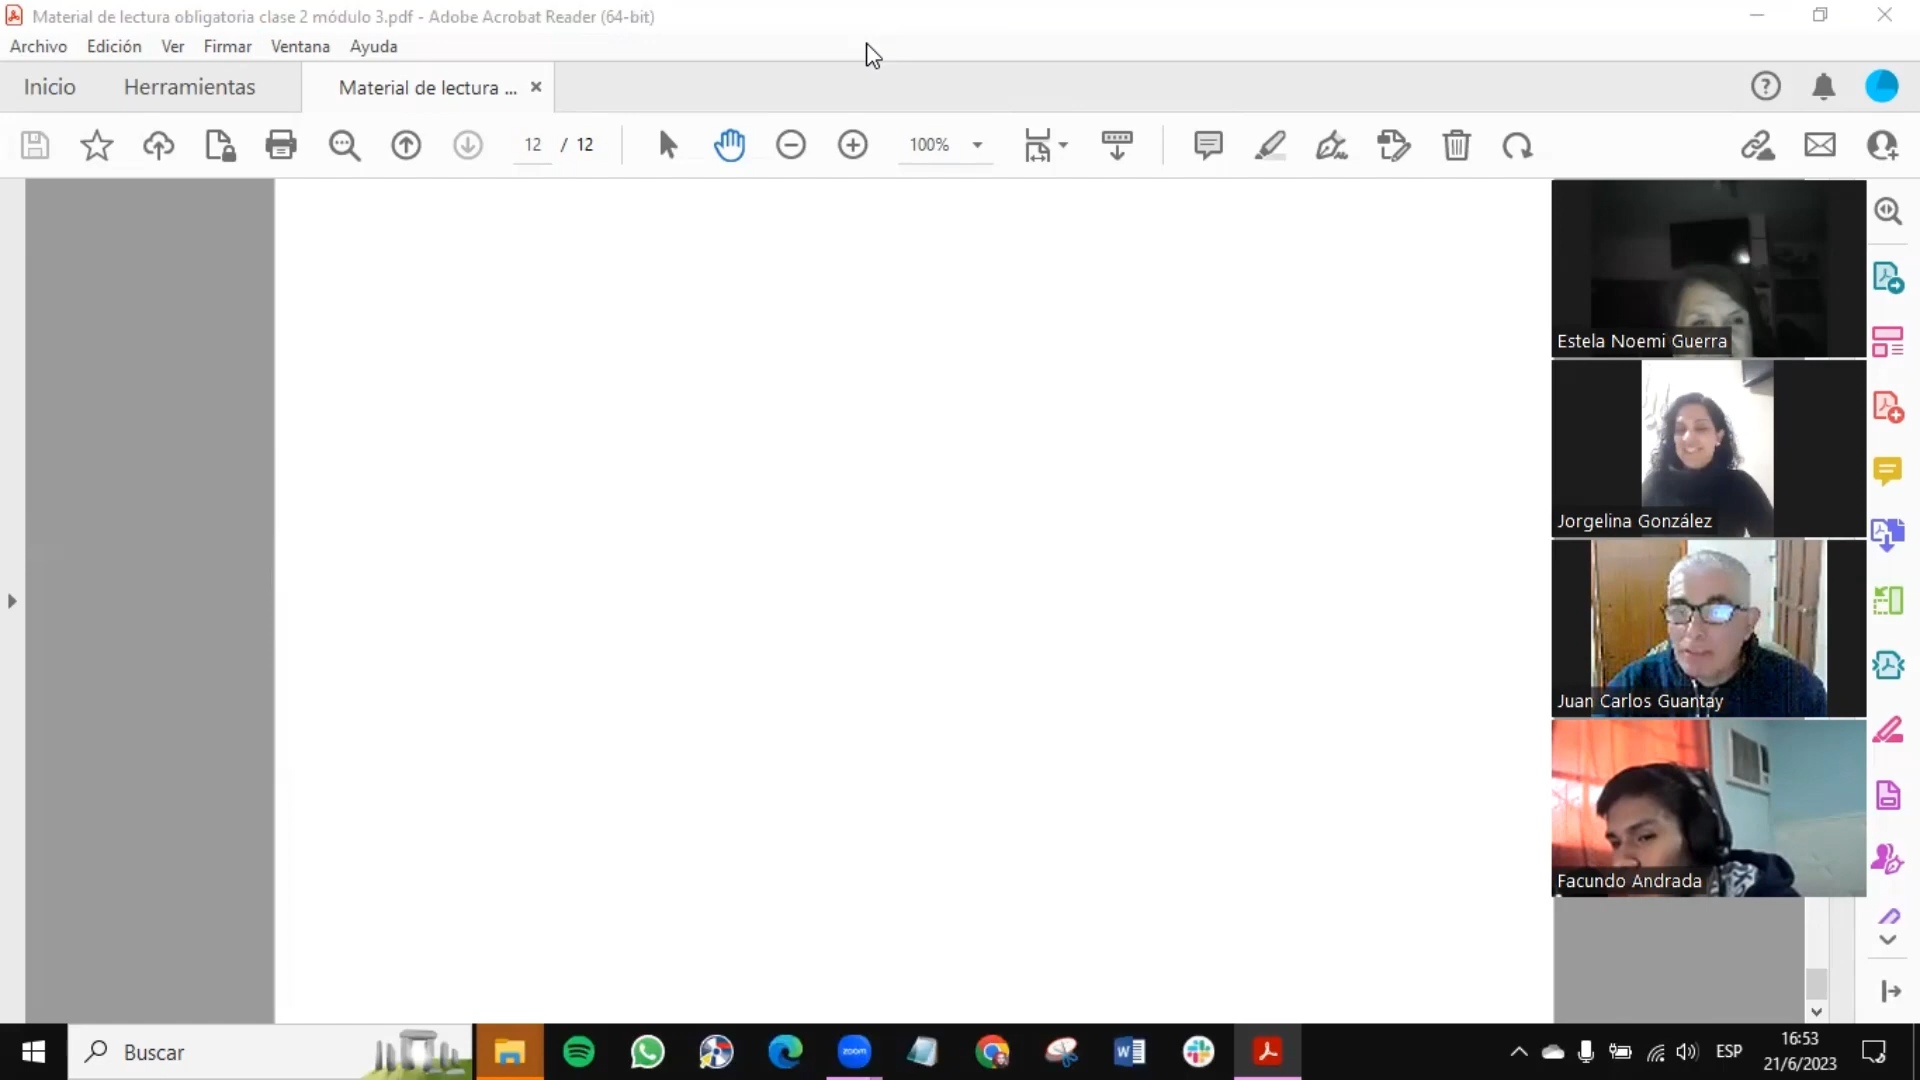 Material de lectura obligatoria clase 2 módulo 3.pdf - Adobe Acrobat Reader (64-bit)
Archivo Edición Ver Firmar Ventana Ayuda
Inicio Herramientas Material de lectura ...
12 / 12 100%
Estela Noemi Guerra
Jorgelina González
Juan Carlos Guantay
Facundo Andrada
Buscar
zoom
ESP
16:53
21/6/2023